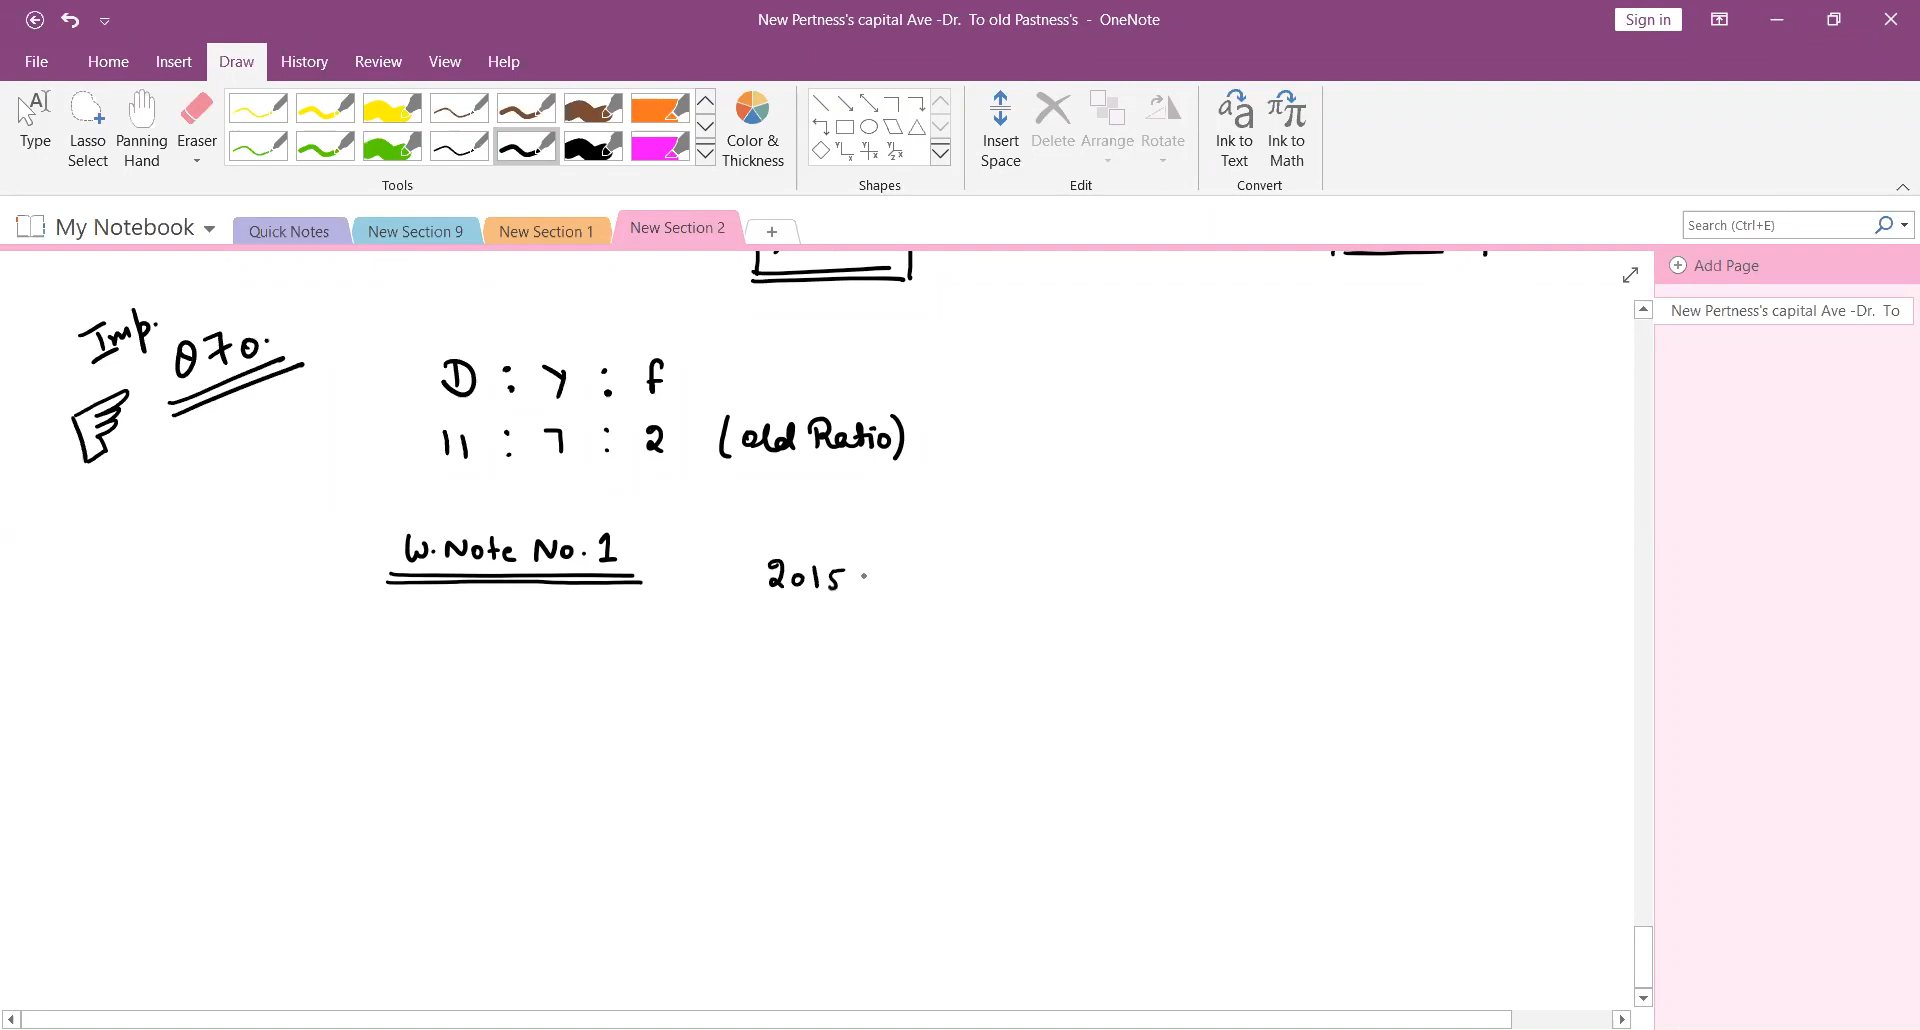 New Pertness's capital Ave -Dr.  To old Pastness's  -  OneNote
Sign in
File Home Insert Draw History Review View Help
Type
Lasso Select
Panning Hand
Eraser
Color & Thickness
Insert Space
Delete
Arrange
Rotate
Ink to Text
Ink to Math
Tools Shapes Edit Convert
My Notebook Quick Notes New Section 9 New Section 1 New Section 2 +
Search (Ctrl+E)
Add Page
New Pertness's capital Ave -Dr.  To
Imp.
Q70.
D : Y : F
11 : 7 : 2 (old Ratio)
W. Note No. 1
2015